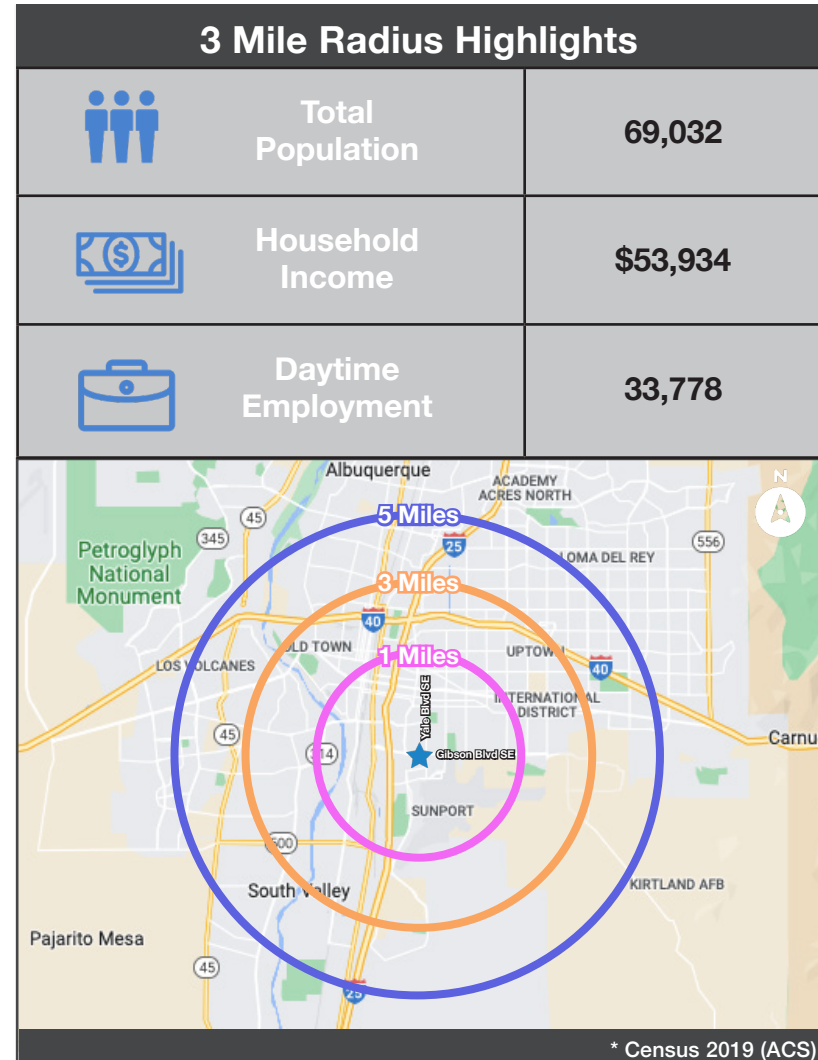 3 Mile Radius Highlights
Total
Population
69,032
Household
Income
$53,934
Daytime
Employment
33,778
Albuquerque
ACADEMY
ACRES NORTH
N
5 Miles
45
345
25
556
Petroglyph
National
Monument
LOMA DEL REY
3 Miles
40
OLD TOWN
1 Miles
UPTOWN
LOS VOLCANES
40
Yale Blvd SE
INTERNATIONAL
DISTRICT
45
314
Gibson Blvd SE
Carnu
SUNPORT
500
South Valley
KIRTLAND AFB
Pajarito Mesa
45
25
* Census 2019 (ACS)